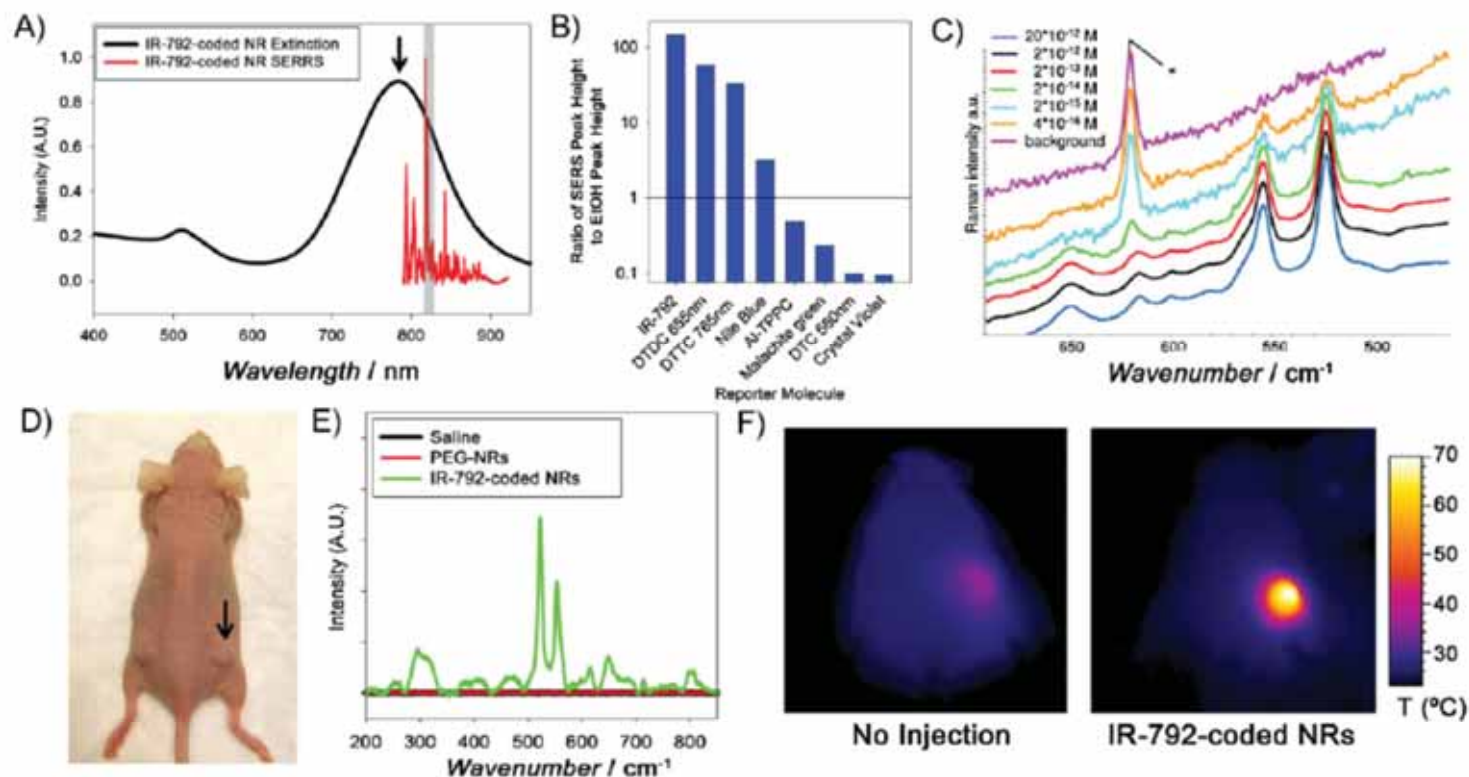 A)
IR-792-coded NR Extinction
IR-792-coded NR SERRS
Intensity (A.U.)
1.0
0.8
0.6
0.4
0.2
0.0
400
500
600
700
800
900
Wavelength / nm
B)
Ratio of SERS Peak Height
to EtOH Peak Height
100
10
1
0.1
IR-792
DTDC 655nm
DTTC 765nm
Nile Blue
Al-TPPC
Malachite green
DTC 560nm
Crystal Violet
Reporter Molecule
C)
20*10-12 M
2*10-12 M
2*10-13 M
2*10-14 M
2*10-15 M
4*10-16 M
background
*
Raman intensity a.u.
650
600
550
500
Wavenumber / cm-1
D)
E)
Saline
PEG-NRs
IR-792-coded NRs
Intensity (A.U.)
200
300
400
500
600
700
800
Wavenumber / cm-1
F)
No Injection
IR-792-coded NRs
70
60
50
40
30
T (ºC)